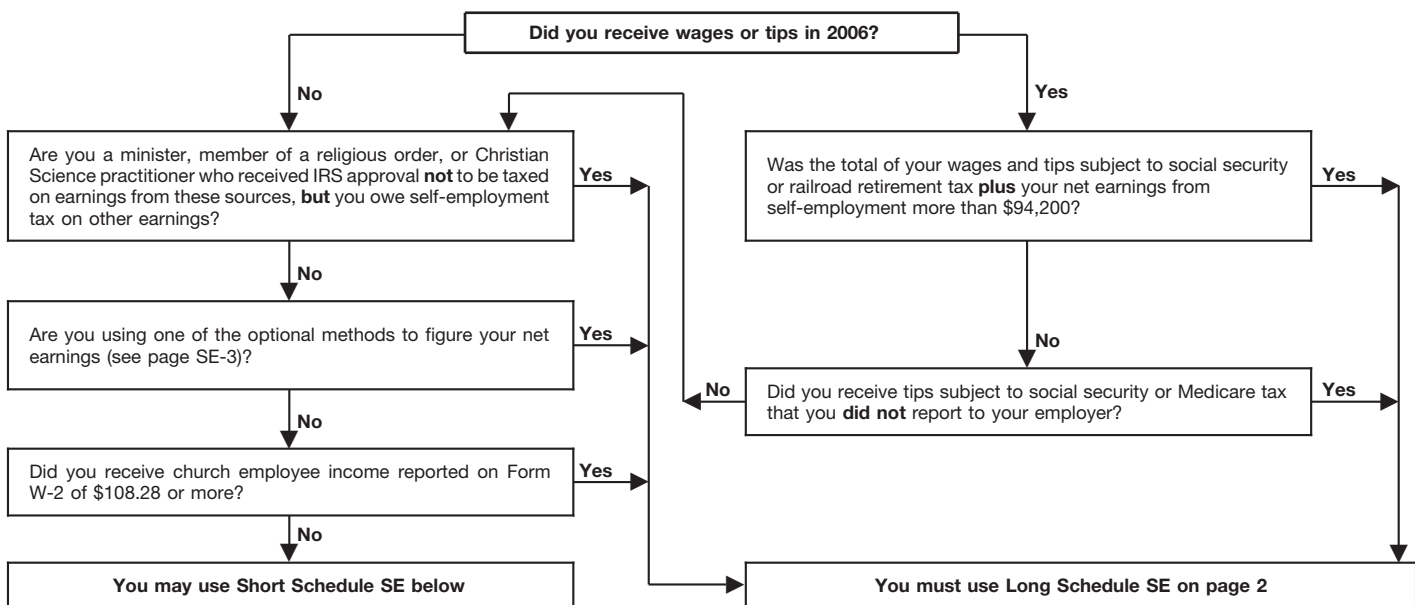 Did you receive wages or tips in 2006?
No
Yes
Are you a minister, member of a religious order, or Christian
Science practitioner who received IRS approval not to be taxed
on earnings from these sources, but you owe self-employment
tax on other earnings?
Yes
Was the total of your wages and tips subject to social security
or railroad retirement tax plus your net earnings from
self-employment more than $94,200?
Yes
No
Are you using one of the optional methods to figure your net
earnings (see page SE-3)?
Yes
No
No
Did you receive tips subject to social security or Medicare tax
that you did not report to your employer?
Yes
No
Did you receive church employee income reported on Form
W-2 of $108.28 or more?
Yes
No
You may use Short Schedule SE below
You must use Long Schedule SE on page 2